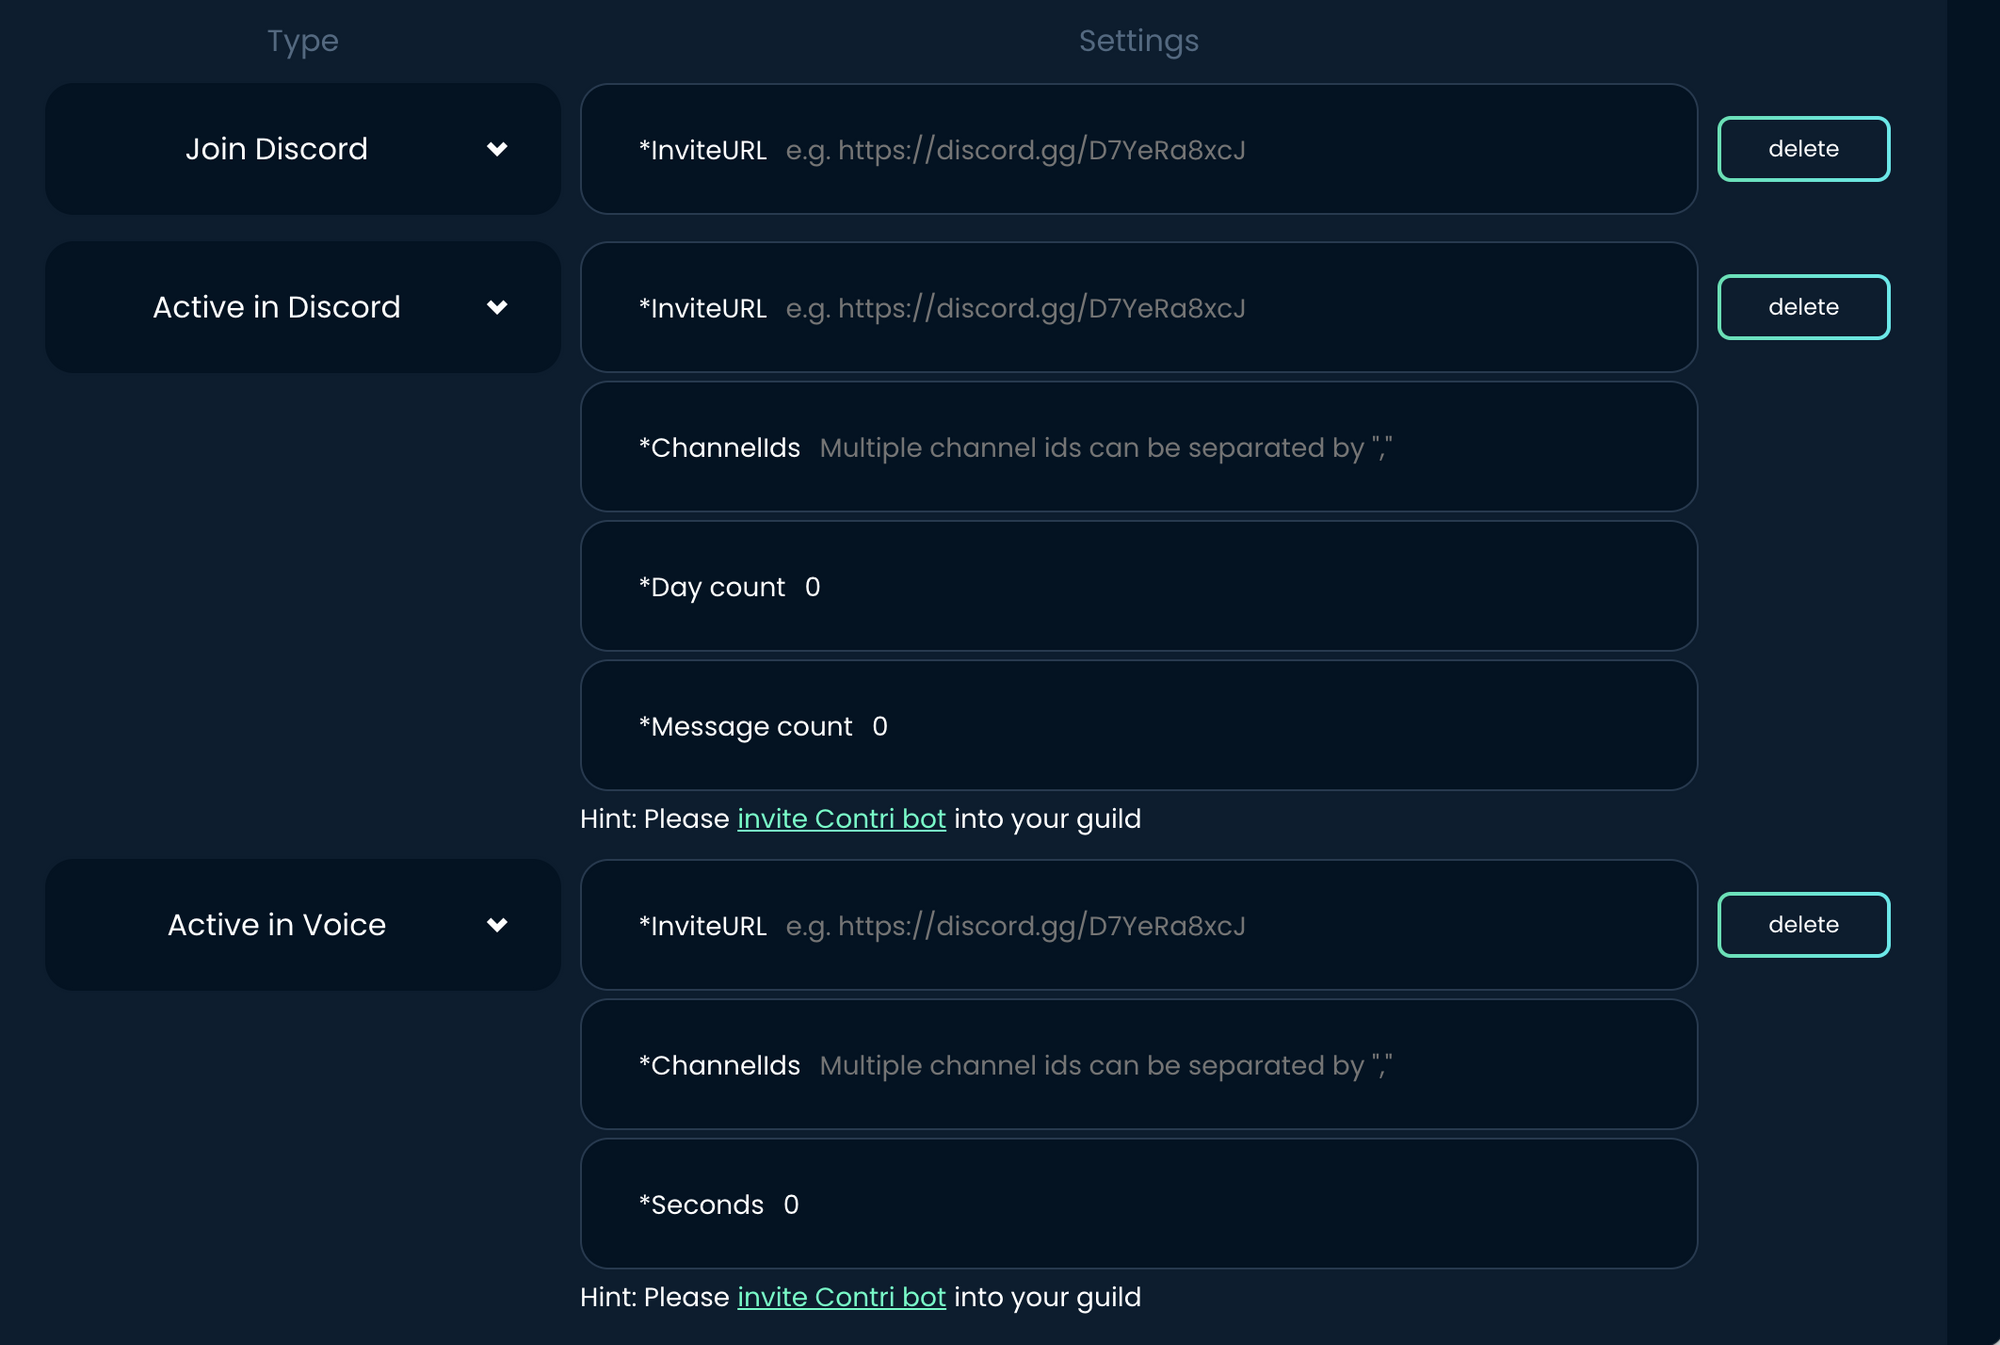 Type Settings
Join Discord *InviteURL e.g. https://discord.gg/D7YeRa8xcJ delete
Active in Discord *InviteURL e.g. https://discord.gg/D7YeRa8xcJ delete
*ChannelIds Multiple channel ids can be separated by ","
*Day count 0
*Message count 0
Hint: Please invite Contri bot into your guild
Active in Voice *InviteURL e.g. https://discord.gg/D7YeRa8xcJ delete
*ChannelIds Multiple channel ids can be separated by ","
*Seconds 0
Hint: Please invite Contri bot into your guild